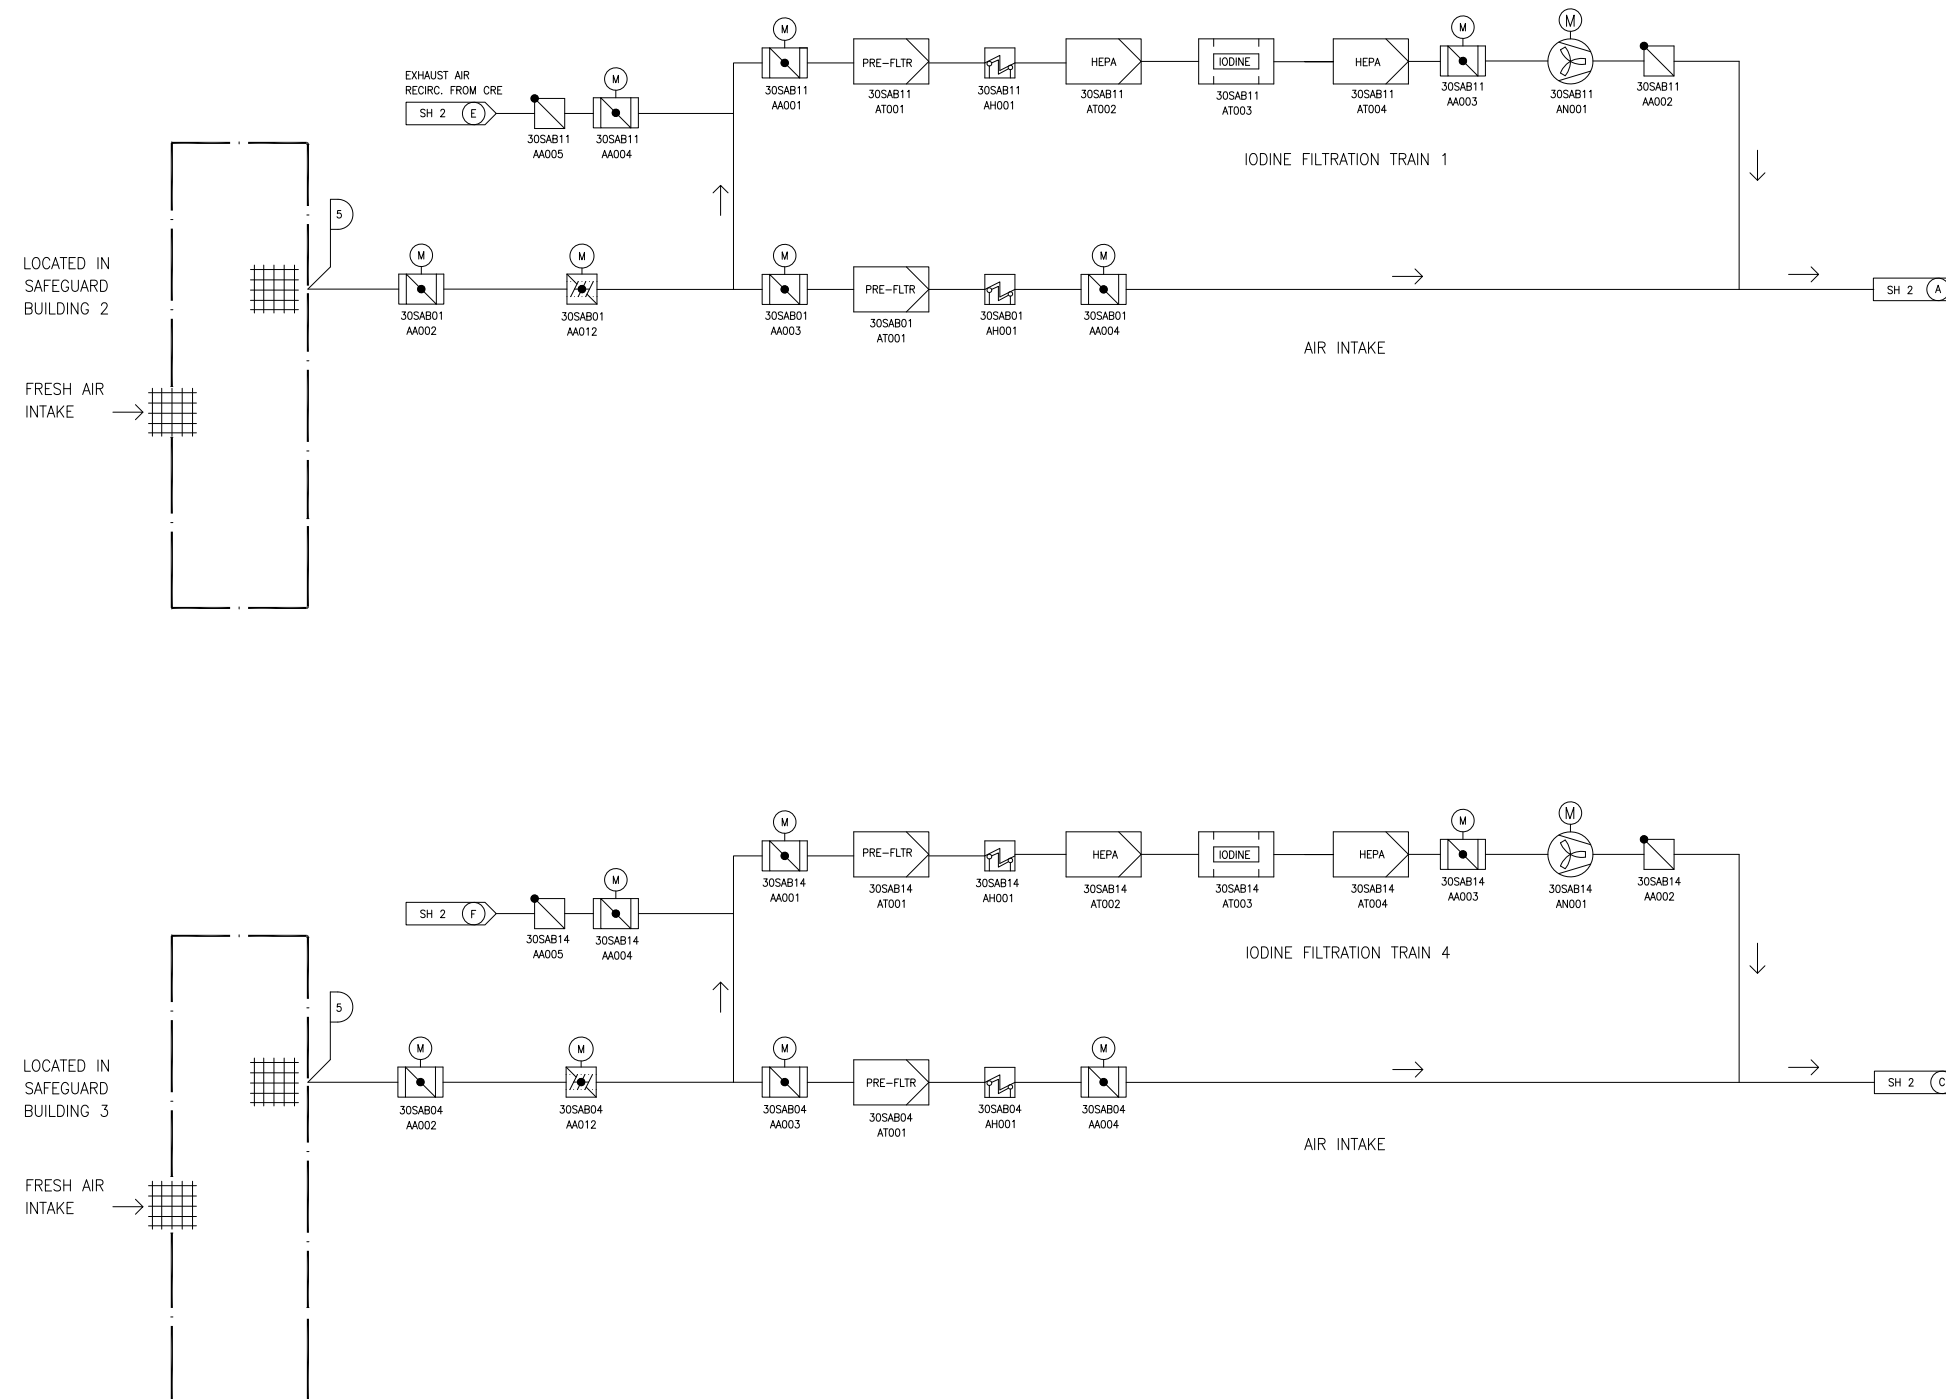 M
M
M
EXHAUST AIR
RECIRC. FROM CRE
SH 2 E
M
PRE-FLTR
HEPA
IODINE
HEPA
30SAB11
AA005
30SAB11
AA004
30SAB11
AA001
30SAB11
AT001
30SAB11
AH001
30SAB11
AT002
30SAB11
AT003
30SAB11
AT004
30SAB11
AA003
30SAB11
AN001
30SAB11
AA002
IODINE FILTRATION TRAIN 1
5
LOCATED IN
SAFEGUARD
BUILDING 2
M
M
M
M
PRE-FLTR
SH 2 A
30SAB01
AA002
30SAB01
AA012
30SAB01
AA003
30SAB01
AT001
30SAB01
AH001
30SAB01
AA004
AIR INTAKE
FRESH AIR
INTAKE
M
M
M
PRE-FLTR
HEPA
IODINE
HEPA
M
SH 2 F
30SAB14
AA005
30SAB14
AA004
30SAB14
AA001
30SAB14
AT001
30SAB14
AH001
30SAB14
AT002
30SAB14
AT003
30SAB14
AT004
30SAB14
AA003
30SAB14
AN001
30SAB14
AA002
IODINE FILTRATION TRAIN 4
5
LOCATED IN
SAFEGUARD
BUILDING 3
M
M
M
M
PRE-FLTR
SH 2 C
30SAB04
AA002
30SAB04
AA012
30SAB04
AA003
30SAB04
AT001
30SAB04
AH001
30SAB04
AA004
AIR INTAKE
FRESH AIR
INTAKE